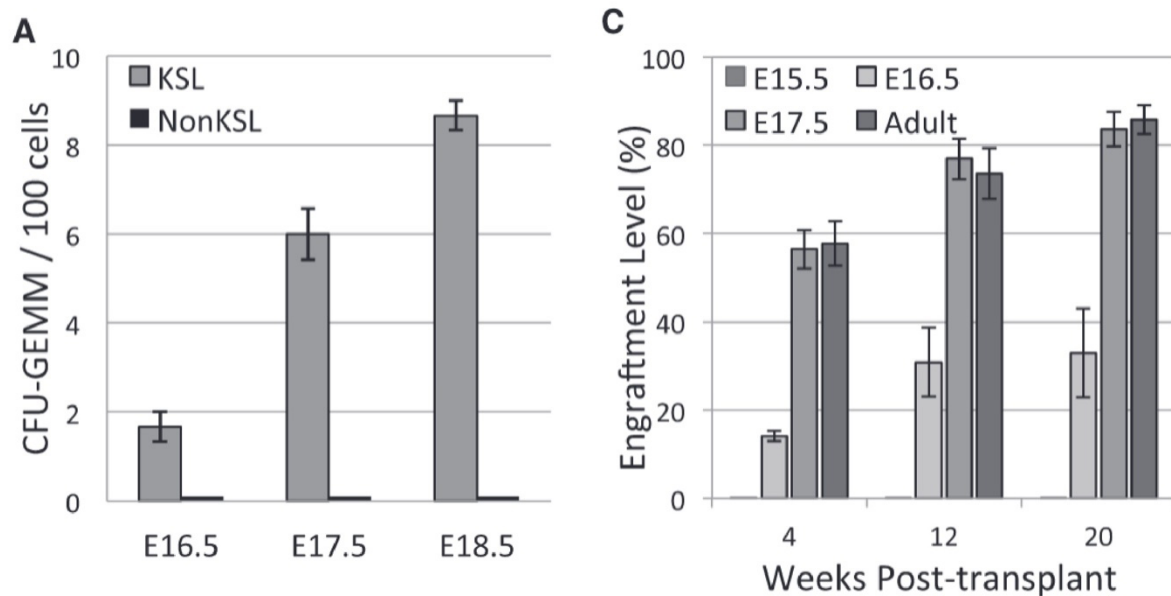 A
CFU-GEMM / 100 cells
10
8
6
4
2
0
KSL
NonKSL
E16.5 E17.5 E18.5
C
Engraftment Level (%)
100
80
60
40
20
0
E15.5 E16.5
E17.5 Adult
4 12 20
Weeks Post-transplant